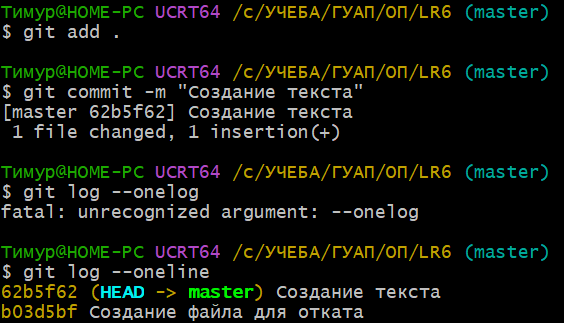 Тимур@HOME-PC UCRT64 /c/УЧЕБА/ГУАП/ОП/LR6 (master)
$ git add .
Тимур@HOME-PC UCRT64 /c/УЧЕБА/ГУАП/ОП/LR6 (master)
$ git commit -m "Создание текста"
[master 62b5f62] Создание текста
 1 file changed, 1 insertion(+)
Тимур@HOME-PC UCRT64 /c/УЧЕБА/ГУАП/ОП/LR6 (master)
$ git log --onelog
fatal: unrecognized argument: --onelog
Тимур@HOME-PC UCRT64 /c/УЧЕБА/ГУАП/ОП/LR6 (master)
$ git log --oneline
62b5f62 (HEAD -> master) Создание текста
b03d5bf Создание файла для отката